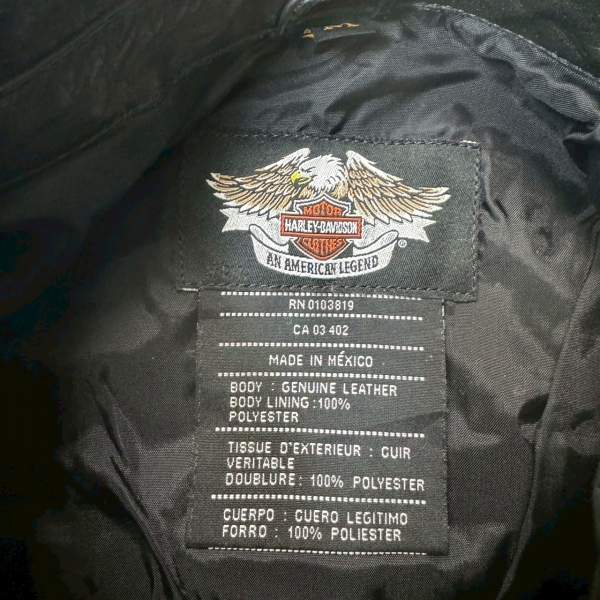 MOTOR
HARLEY-DAVIDSON
CLOTHES
®
AN AMERICAN LEGEND
RN 0103819
CA 03 402
MADE IN MÉXICO
BODY : GENUINE LEATHER
BODY LINING :100%
POLYESTER
TISSUE D'EXTERIEUR : CUIR
VERITABLE
DOUBLURE: 100% POLYESTER
CUERPO : CUERO LEGITIMO
FORRO : 100% POLIESTER